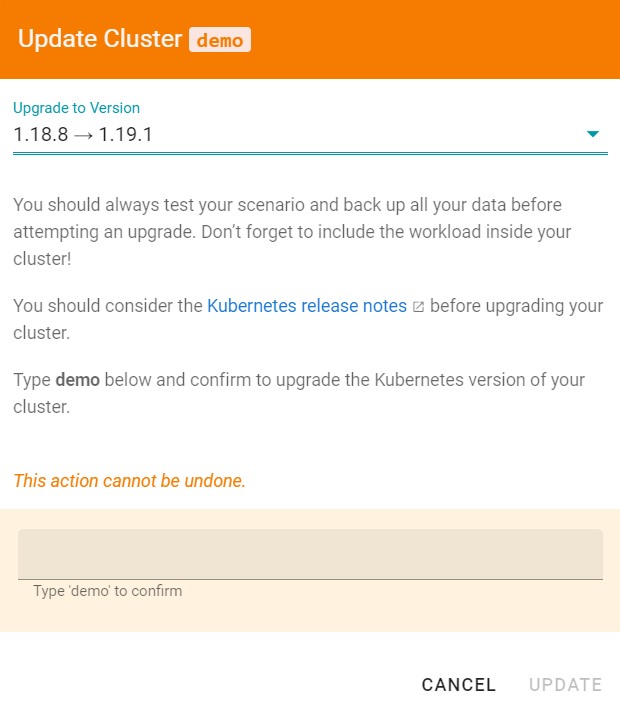 Update Cluster demo
Upgrade to Version
1.18.8 → 1.19.1
You should always test your scenario and back up all your data before
attempting an upgrade. Don’t forget to include the workload inside your
cluster!
You should consider the Kubernetes release notes before upgrading your
cluster.
Type demo below and confirm to upgrade the Kubernetes version of your
cluster.
This action cannot be undone.
Type 'demo' to confirm
CANCEL UPDATE